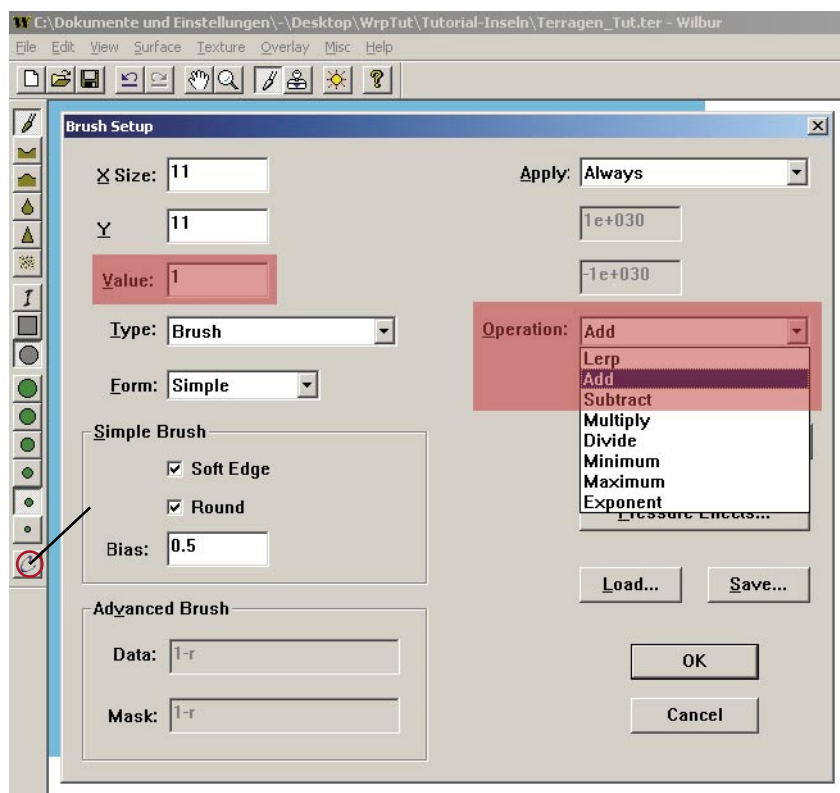 C:\Dokumente und Einstellungen\-\Desktop\WrpTut\Tutorial-Inseln\Terragen_Tut.ter - Wilbur
File Edit View Surface Texture Overlay Misc Help
Brush Setup
X Size: 11
Y 11
Value: 1
Type: Brush
Form: Simple
Simple Brush
Soft Edge
Round
Bias: 0.5
Advanced Brush
Data: 1-r
Mask: 1-r
Apply: Always
1e+030
-1e+030
Operation: Add
Lerp
Add
Subtract
Multiply
Divide
Minimum
Maximum
Exponent
Pressure Effects...
Load... Save...
OK
Cancel